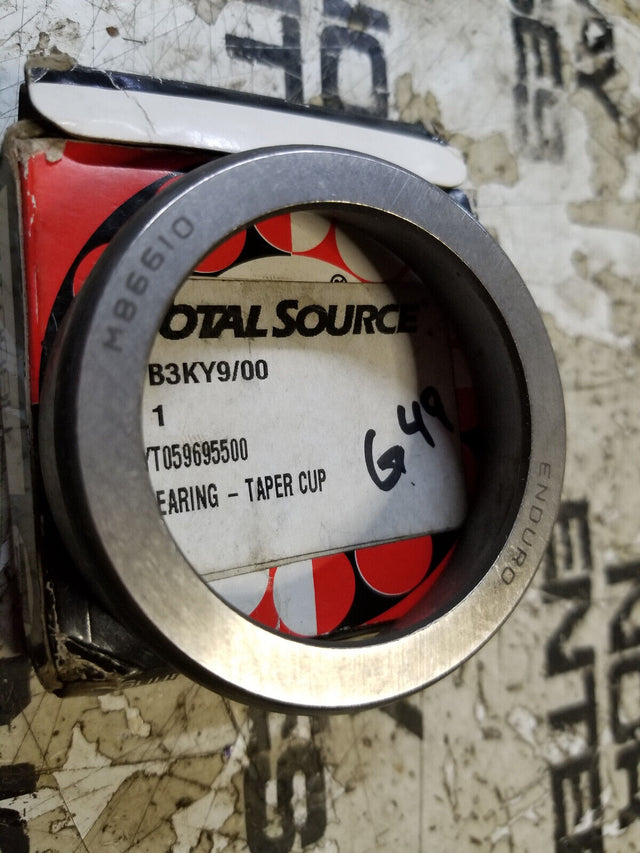 M86610
OTAL SOURCE
B3KY9/00
1
YT059695500
EARING - TAPER CUP
G49
ENDURO